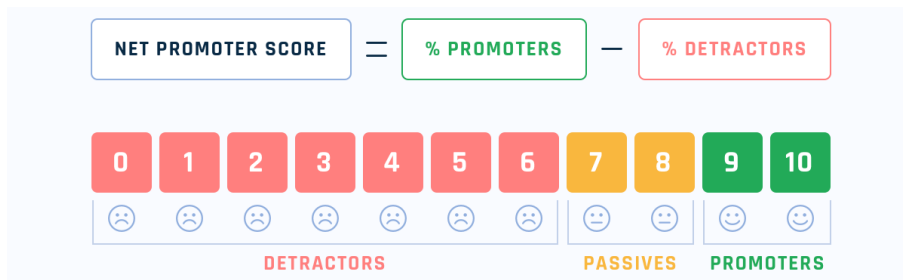 NET PROMOTER SCORE = % PROMOTERS – % DETRACTORS
0 1 2 3 4 5 6 7 8 9 10
DETRACTORS PASSIVES PROMOTERS